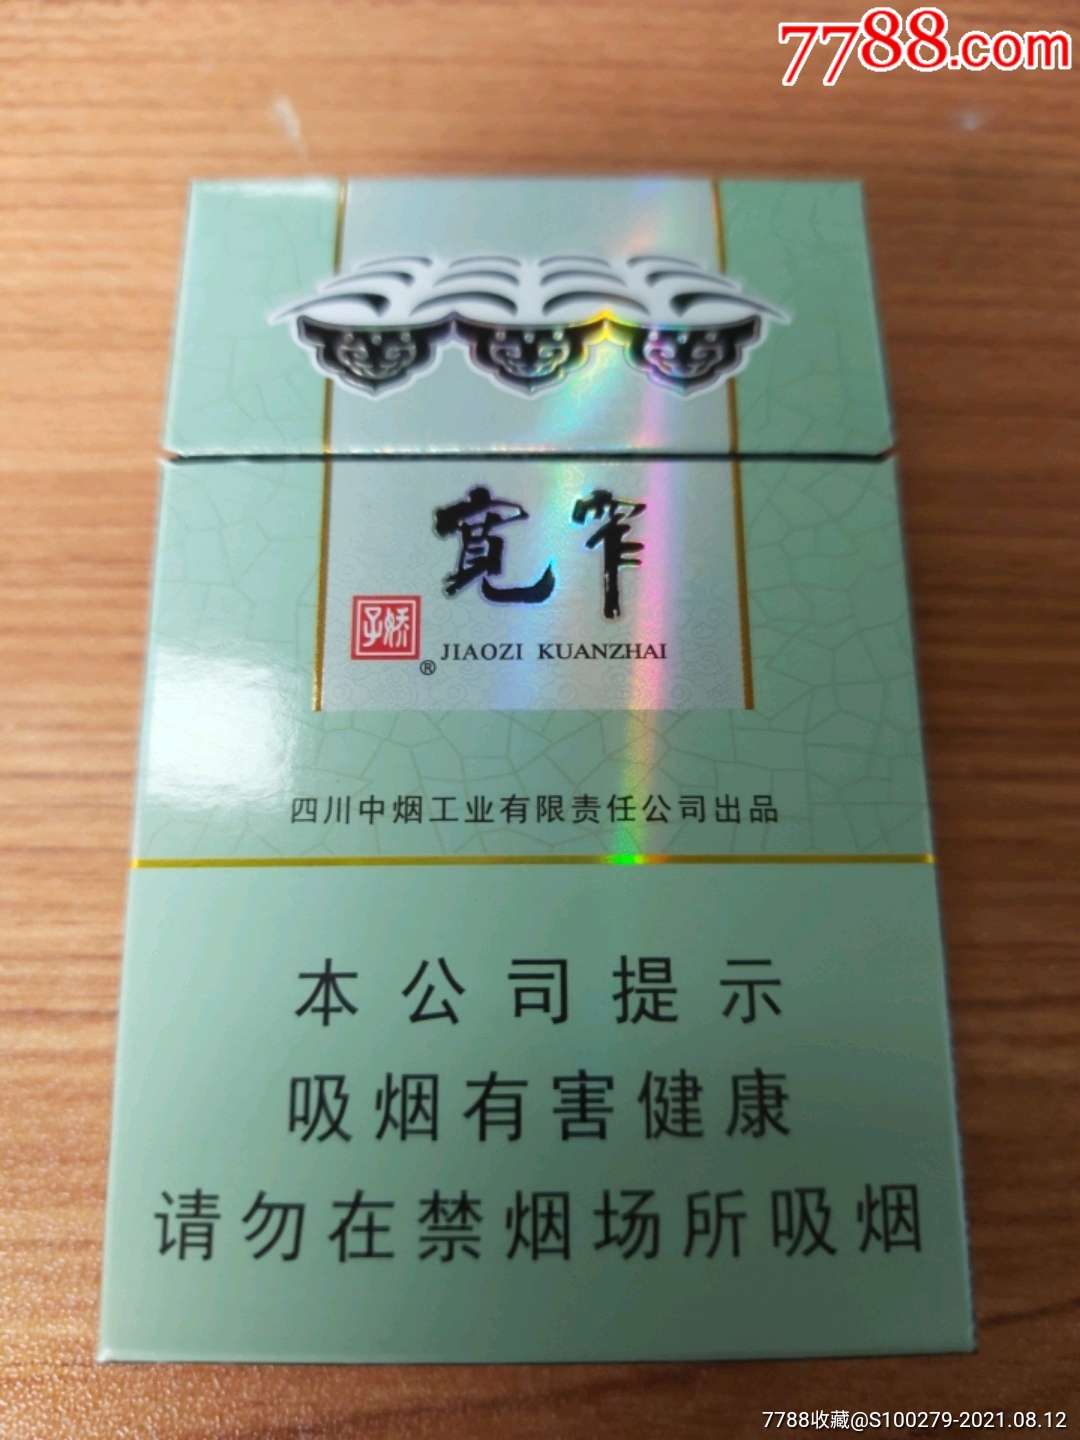 7788.com
寬窄
子娇
® JIAOZI KUANZHAI
四川中烟工业有限责任公司出品
本公司提示
吸烟有害健康
请勿在禁烟场所吸烟
7788收藏@S100279-2021.08.12